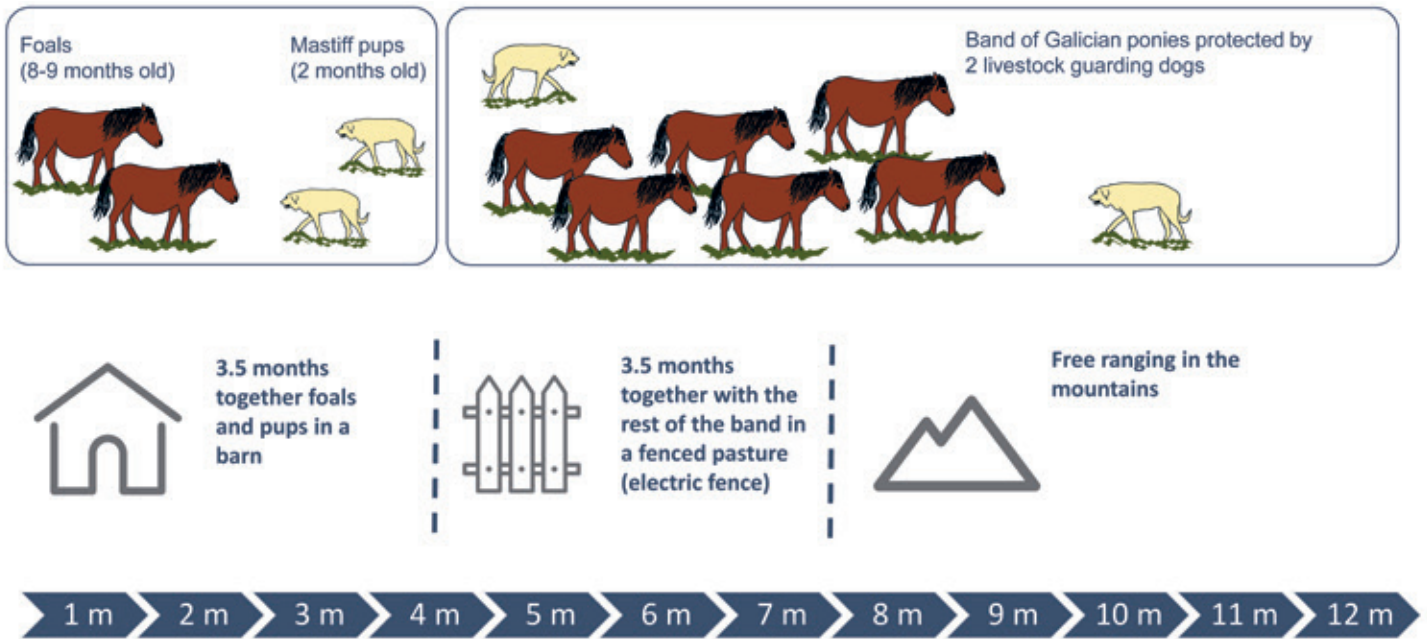 Foals
(8-9 months old)
Mastiff pups
(2 months old)
Band of Galician ponies protected by
2 livestock guarding dogs
3.5 months
together foals
and pups in a
barn
3.5 months
together with the
rest of the band in
a fenced pasture
(electric fence)
Free ranging in the
mountains
1 m 2 m 3 m 4 m 5 m 6 m 7 m 8 m 9 m 10 m 11 m 12 m